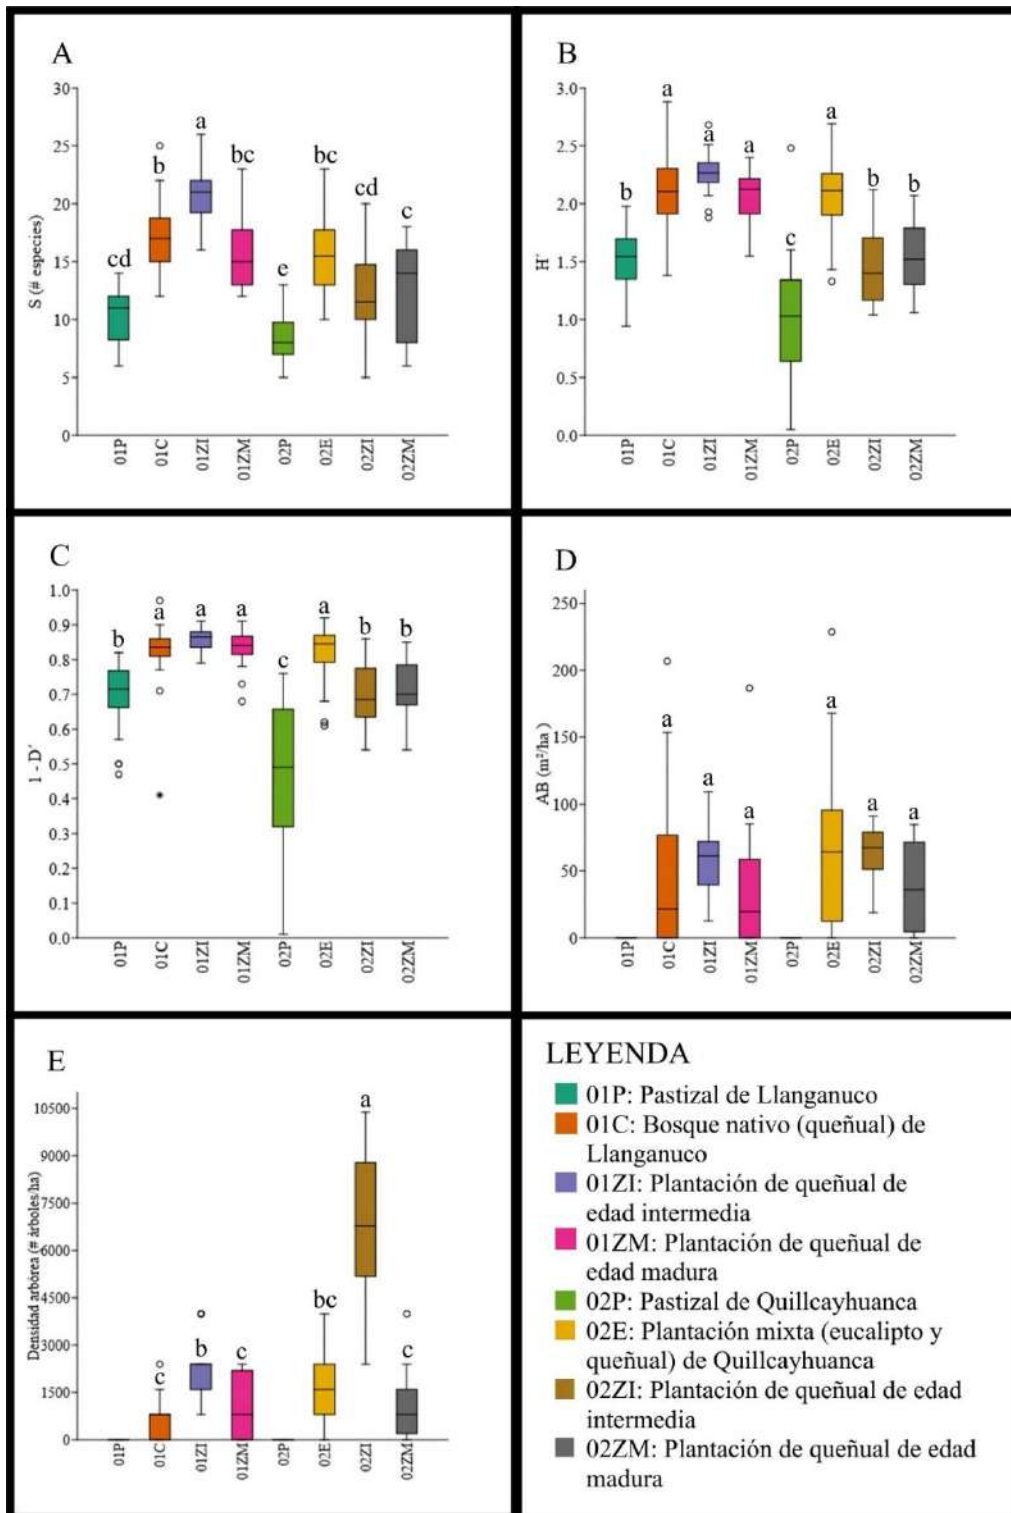 A
30
25
20
15
10
5
0
S (# especies)
cd
b
a
bc
e
bc
cd
c
01P
01C
01ZI
01ZM
02P
02E
02ZI
02ZM
B
3.0
2.5
2.0
1.5
1.0
0.5
0.0
H´
b
a
a
a
c
a
b
b
01P
01C
01ZI
01ZM
02P
02E
02ZI
02ZM
C
1.0
0.9
0.8
0.7
0.6
0.5
0.4
0.3
0.2
0.1
0.0
1 - D´
b
a
a
a
c
a
b
b
01P
01C
01ZI
01ZM
02P
02E
02ZI
02ZM
D
250
200
150
100
50
0
AB (m²/ha)
a
a
a
a
a
a
01P
01C
01ZI
01ZM
02P
02E
02ZI
02ZM
E
10500
9000
7500
6000
4500
3000
1500
0
Densidad arbórea (# árboles/ha)
c
b
c
bc
a
c
01P
01C
01ZI
01ZM
02P
02E
02ZI
02ZM
LEYENDA
01P: Pastizal de Llanganuco
01C: Bosque nativo (queñual) de
Llanganuco
01ZI: Plantación de queñual de
edad intermedia
01ZM: Plantación de queñual de
edad madura
02P: Pastizal de Quillcayhuanca
02E: Plantación mixta (eucalipto y
queñual) de Quillcayhuanca
02ZI: Plantación de queñual de edad
intermedia
02ZM: Plantación de queñual de edad
madura